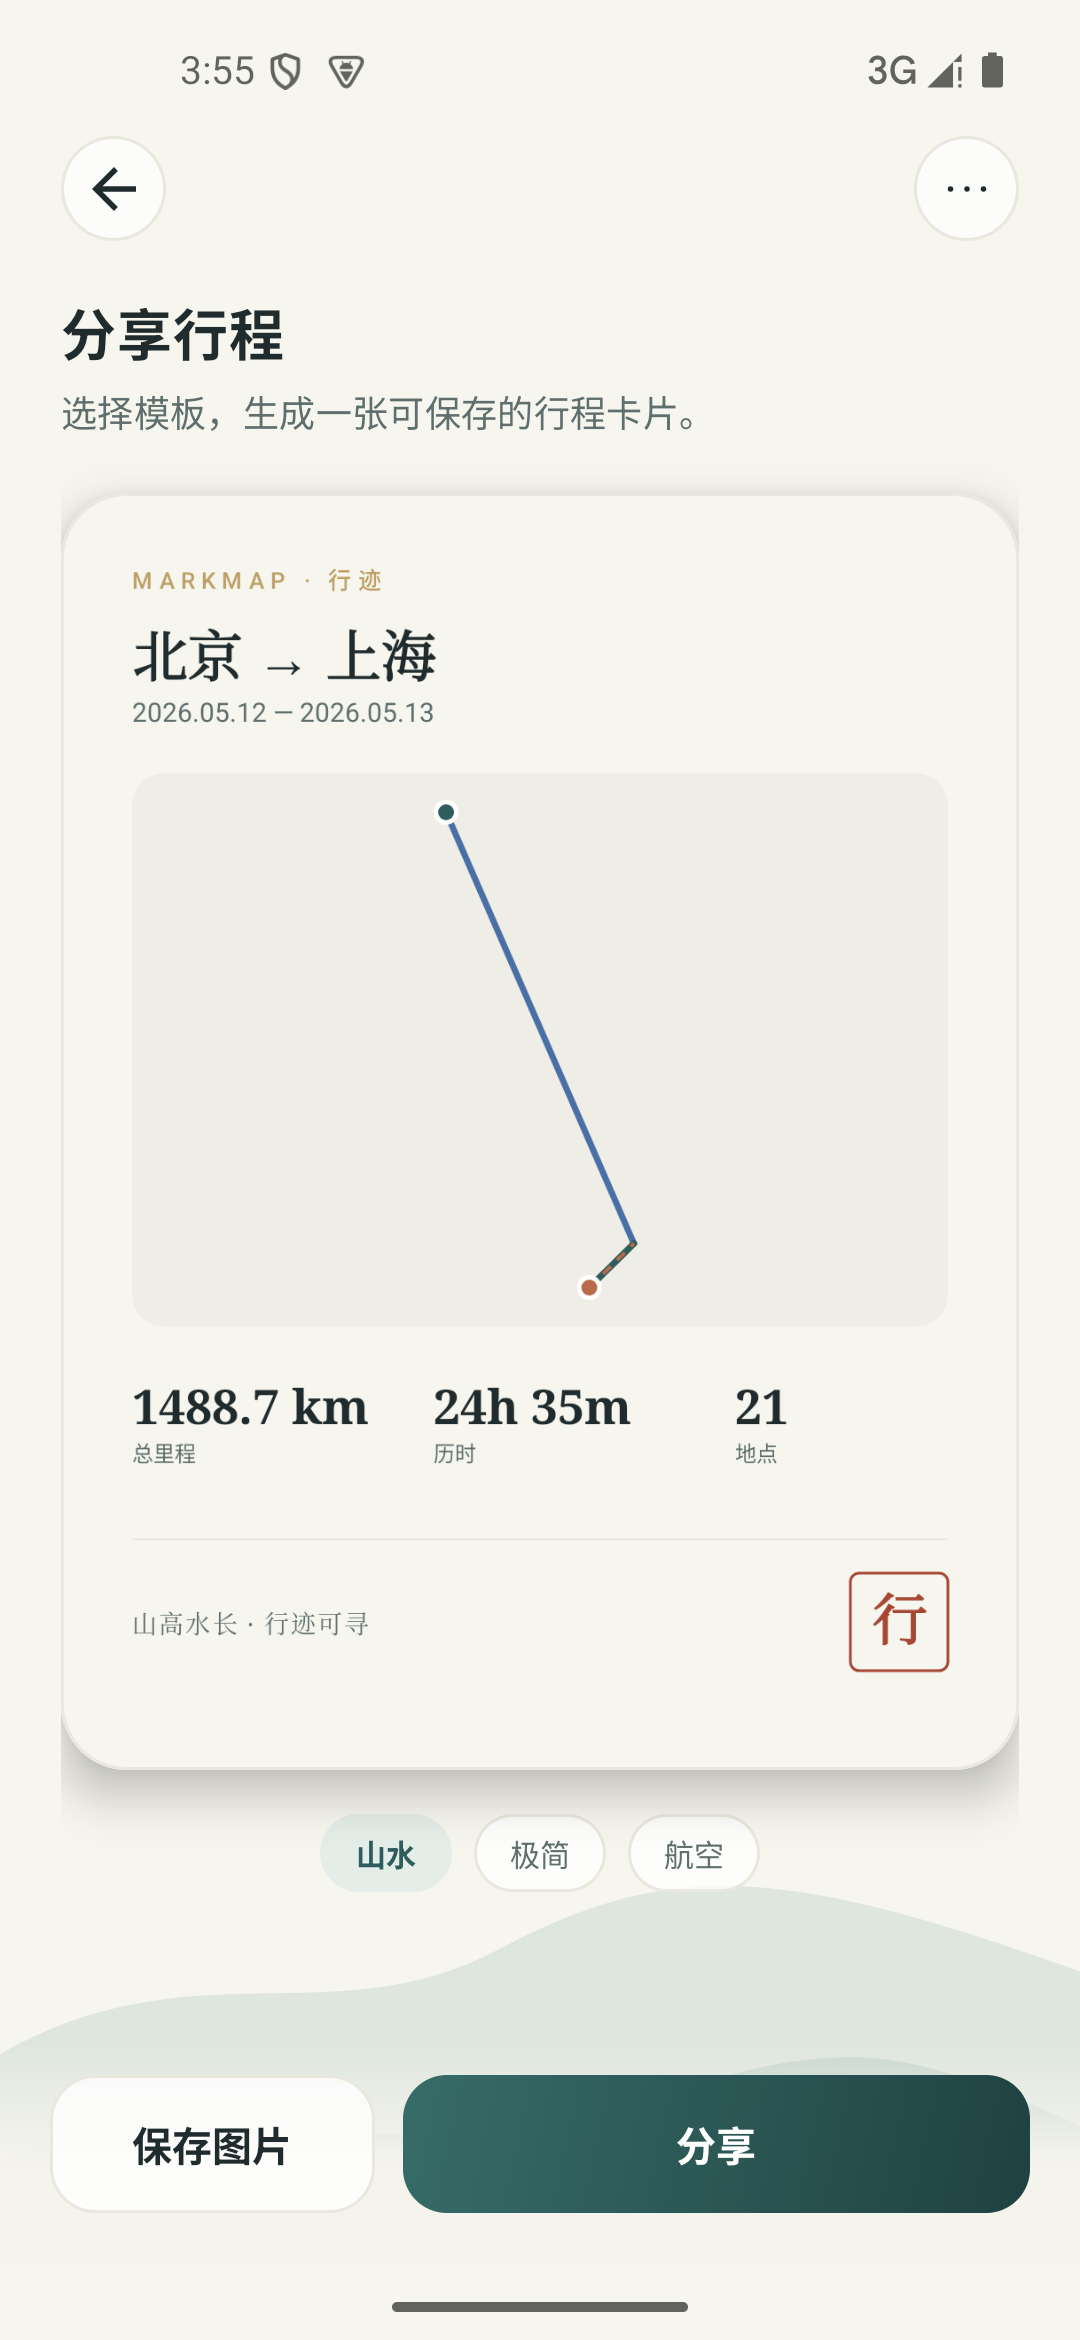 3:55
3G
分享行程
选择模板，生成一张可保存的行程卡片。
MARKMAP · 行迹
北京 → 上海
2026.05.12 — 2026.05.13
1488.7 km 24h 35m 21
总里程 历时 地点
山高水长 · 行迹可寻
行
山水 极简 航空
保存图片 分享